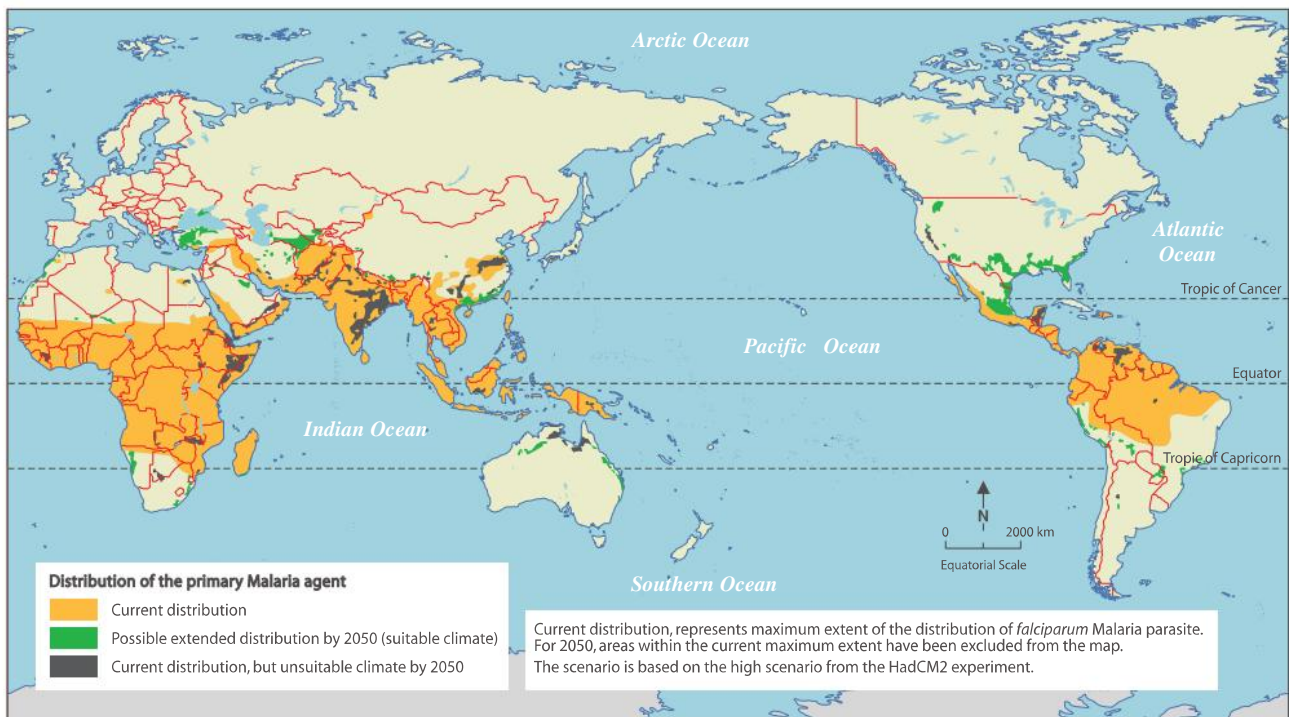 Arctic Ocean
Atlantic
Ocean
Tropic of Cancer
Pacific Ocean
Equator
Indian Ocean
Tropic of Capricorn
N
0 2000 km
Equatorial Scale
Southern Ocean
Distribution of the primary Malaria agent
Current distribution
Possible extended distribution by 2050 (suitable climate)
Current distribution, but unsuitable climate by 2050
Current distribution, represents maximum extent of the distribution of falciparum Malaria parasite.
For 2050, areas within the current maximum extent have been excluded from the map.
The scenario is based on the high scenario from the HadCM2 experiment.